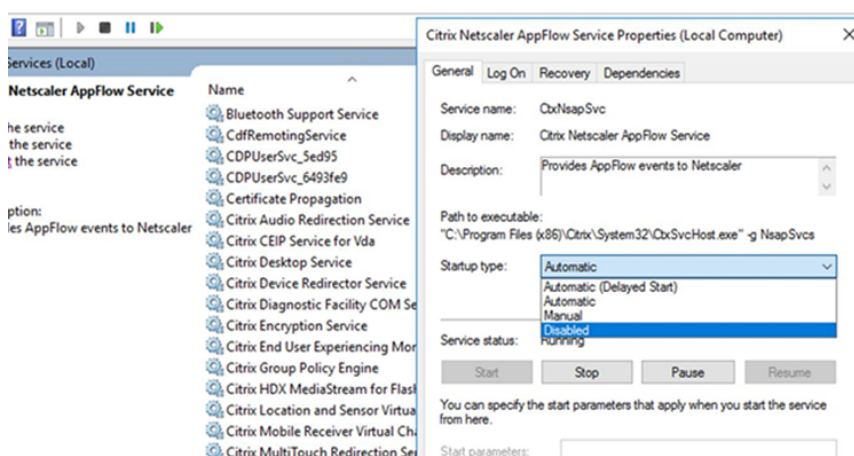 Services (Local)
Netscaler AppFlow Service
he service
the service
t the service
ption:
les AppFlow events to Netscaler
Name
Bluetooth Support Service
CdfRemotingService
CDPUserSvc_5ed95
CDPUserSvc_6493fe9
Certificate Propagation
Citrix Audio Redirection Service
Citrix CEIP Service for Vda
Citrix Desktop Service
Citrix Device Redirector Service
Citrix Diagnostic Facility COM Se
Citrix Encryption Service
Citrix End User Experiencing Mor
Citrix Group Policy Engine
Citrix HDX MediaStream for Flash
Citrix Location and Sensor Virtua
Citrix Mobile Receiver Virtual Cha
Citrix MultiTouch Redirection Ser
Citrix Netscaler AppFlow Service Properties (Local Computer)
General Log On Recovery Dependencies
Service name: CtxNsapSvc
Display name: Citrix Netscaler AppFlow Service
Description: Provides AppFlow events to Netscaler
Path to executable:
"C:\Program Files (x86)\Citrix\System32\CtxSvcHost.exe" -g NsapSvcs
Startup type: Automatic
Automatic (Delayed Start)
Automatic
Manual
Disabled
Service status: Running
Start Stop Pause Resume
You can specify the start parameters that apply when you start the service
from here.
Start parameters: